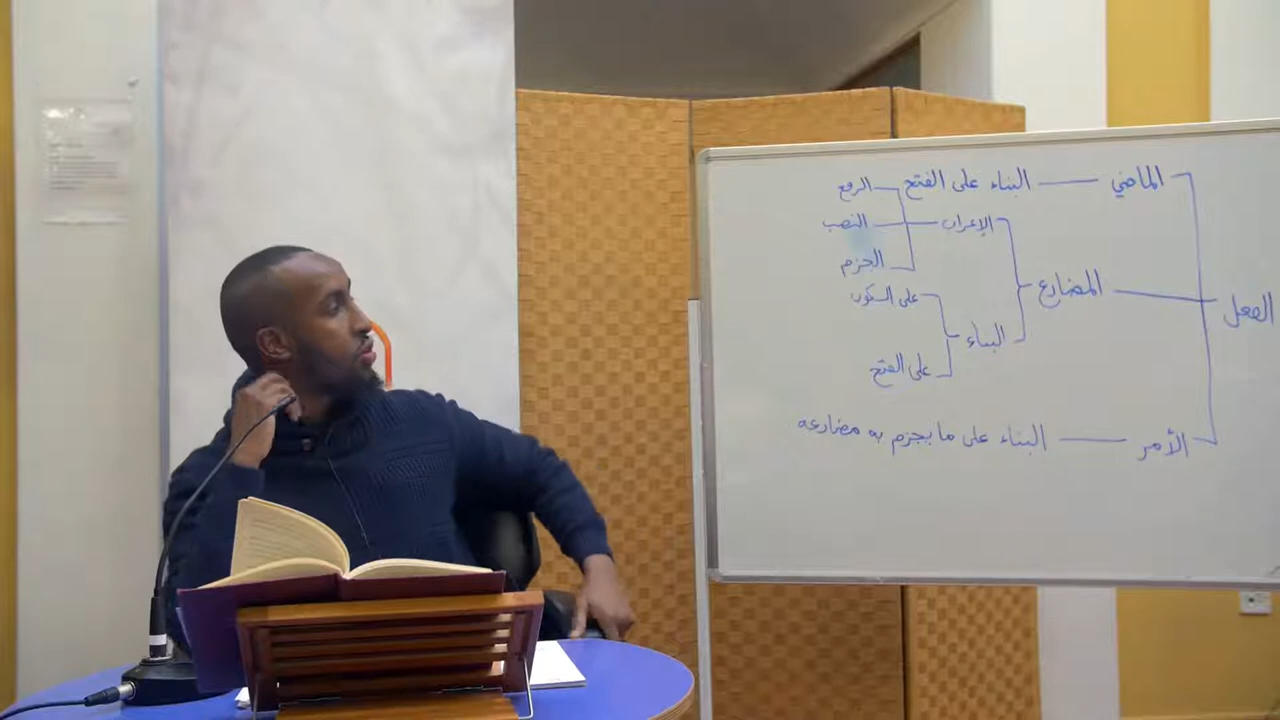 الماضي البناء على الفتح
الرفع
الإعراب
النصب
الجزم
الفعل
المضارع
على السكون
البناء
على الفتح
الأمر البناء على ما يجزم به مضارعه